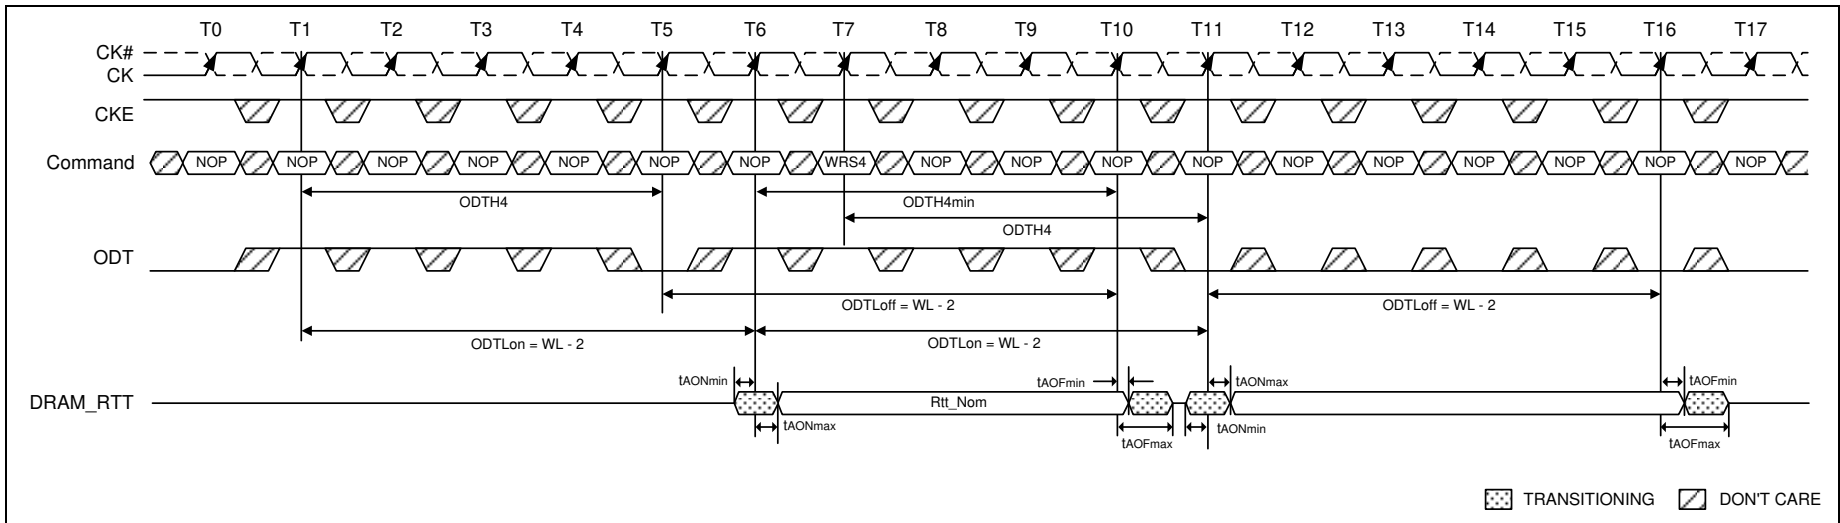 T0 T1 T2 T3 T4 T5 T6 T7 T8 T9 T10 T11 T12 T13 T14 T15 T16 T17
CK#
CK
CKE
Command NOP NOP NOP NOP NOP NOP NOP WRS4 NOP NOP NOP NOP NOP NOP NOP NOP NOP NOP
ODTH4 ODTH4min
ODTH4
ODT
ODTLoff = WL - 2 ODTLoff = WL - 2
ODTLon = WL - 2 ODTLon = WL - 2
tAONmin tAOFmin tAONmax tAOFmin
DRAM_RTT Rtt_Nom
tAONmax tAOFmax tAONmin tAOFmax
TRANSITIONING DON'T CARE